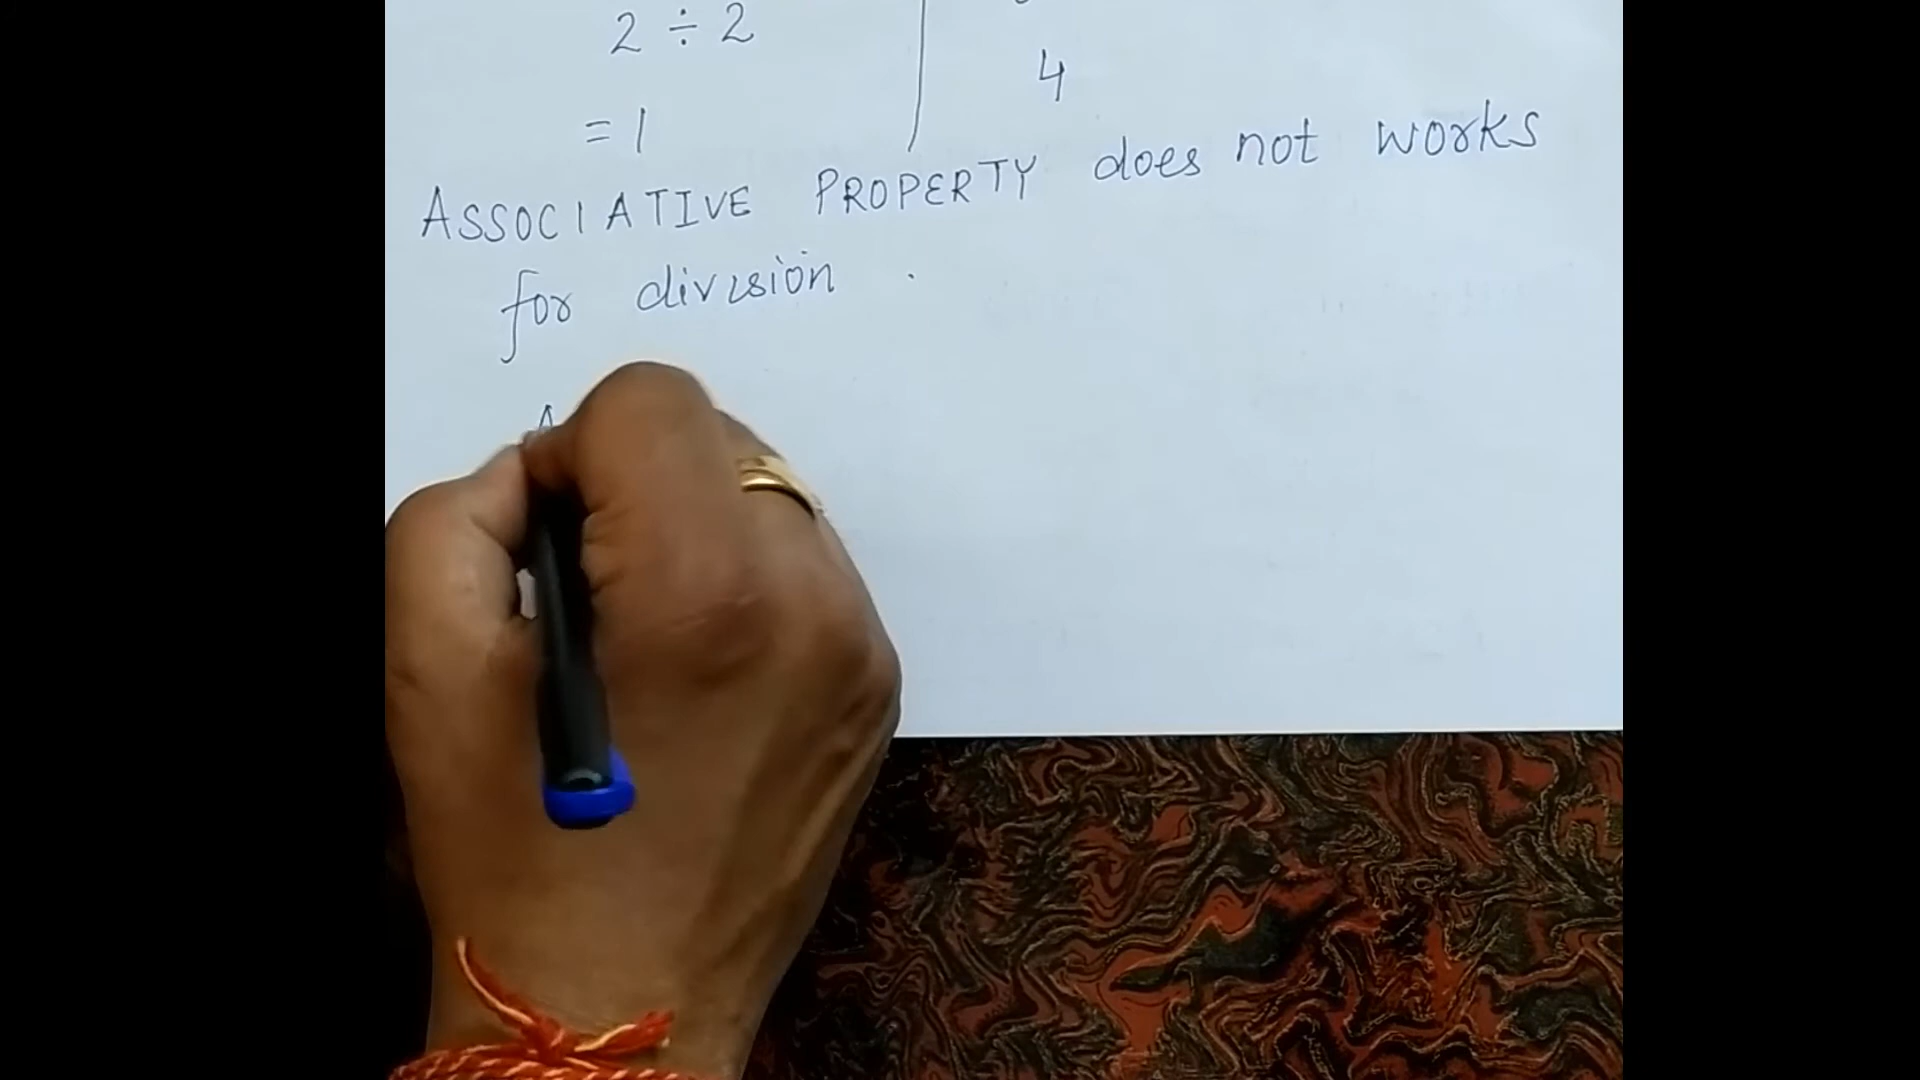 2 ÷ 2
4
= 1
ASSOCIATIVE PROPERTY does not works
for division .
A